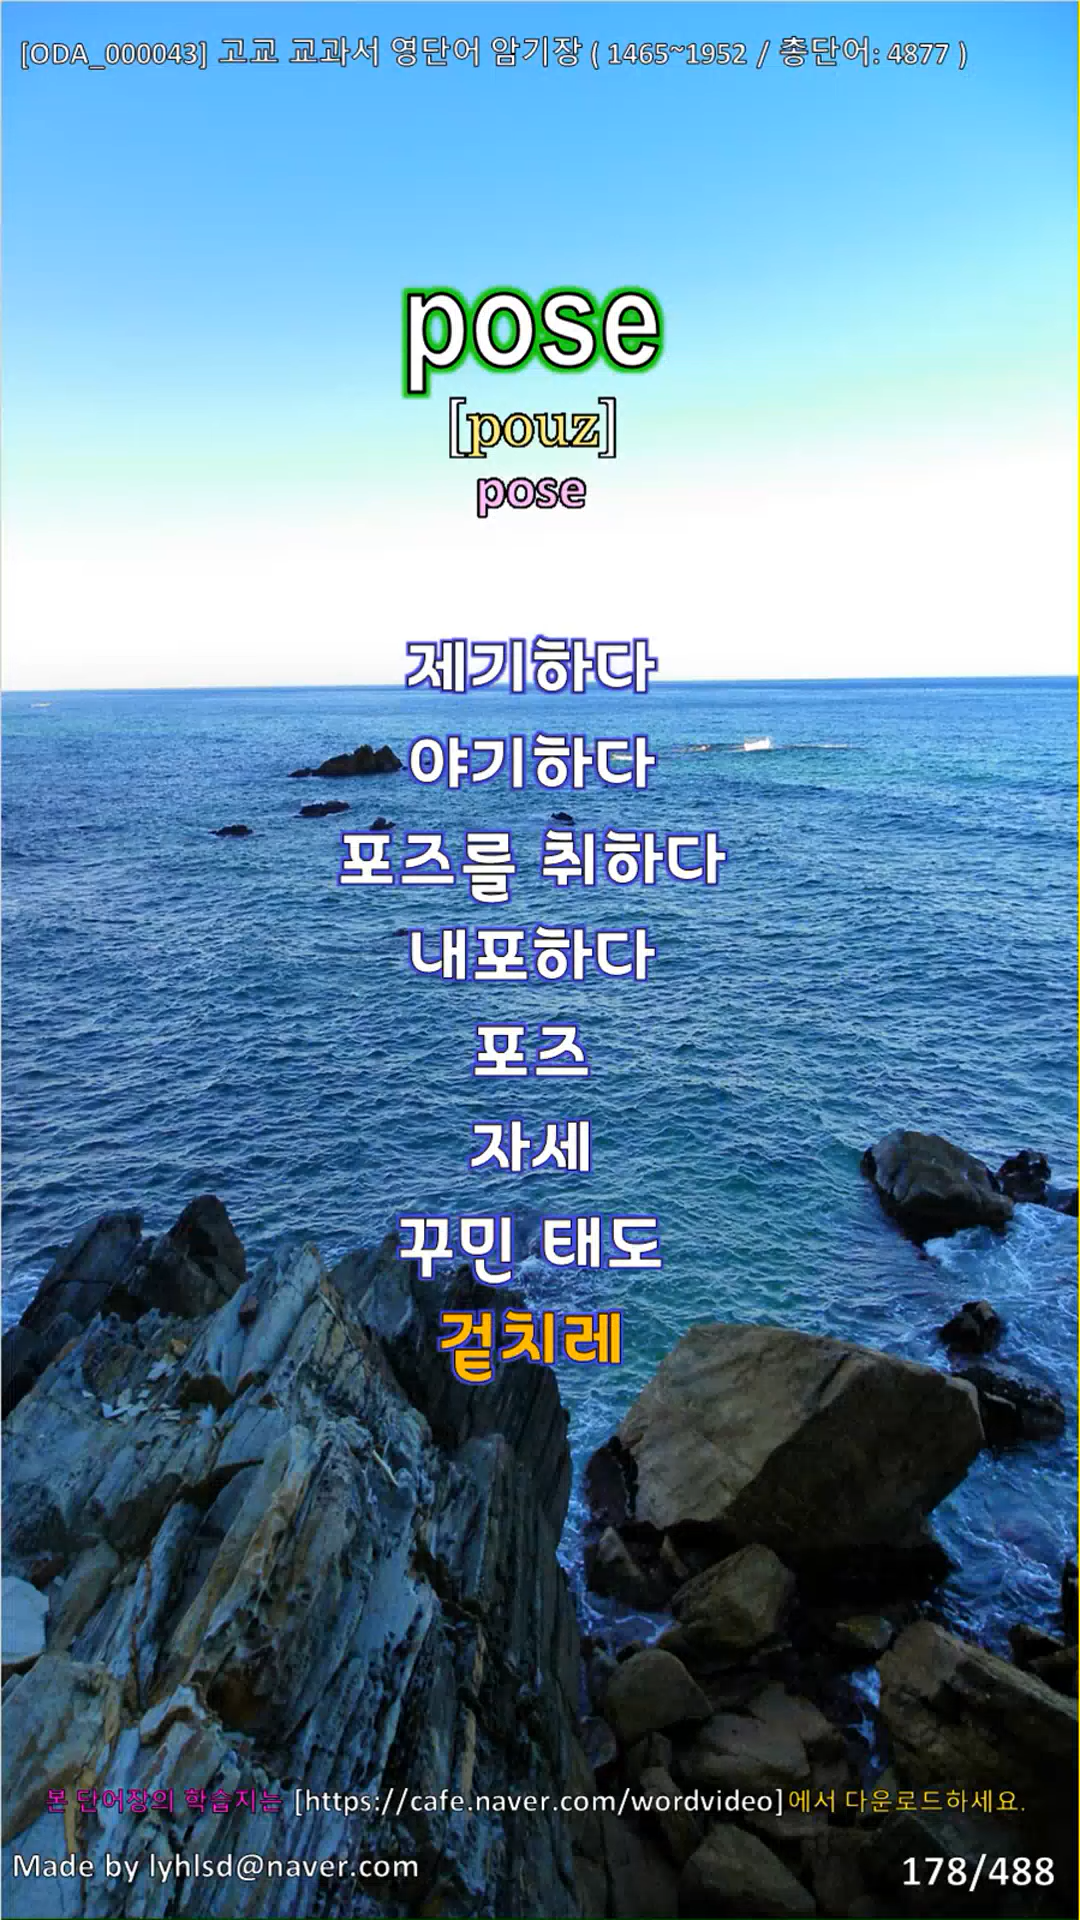 [ODA_000043] 고교 교과서 영단어 암기장 ( 1465~1952 / 총단어: 4877 )
pose
[pouz]
pose
제기하다
야기하다
포즈를 취하다
내포하다
포즈
자세
꾸민 태도
겉치레
본 단어장의 학습지는 [https://cafe.naver.com/wordvideo]에서 다운로드하세요.
Made by lyhlsd@naver.com
178/488